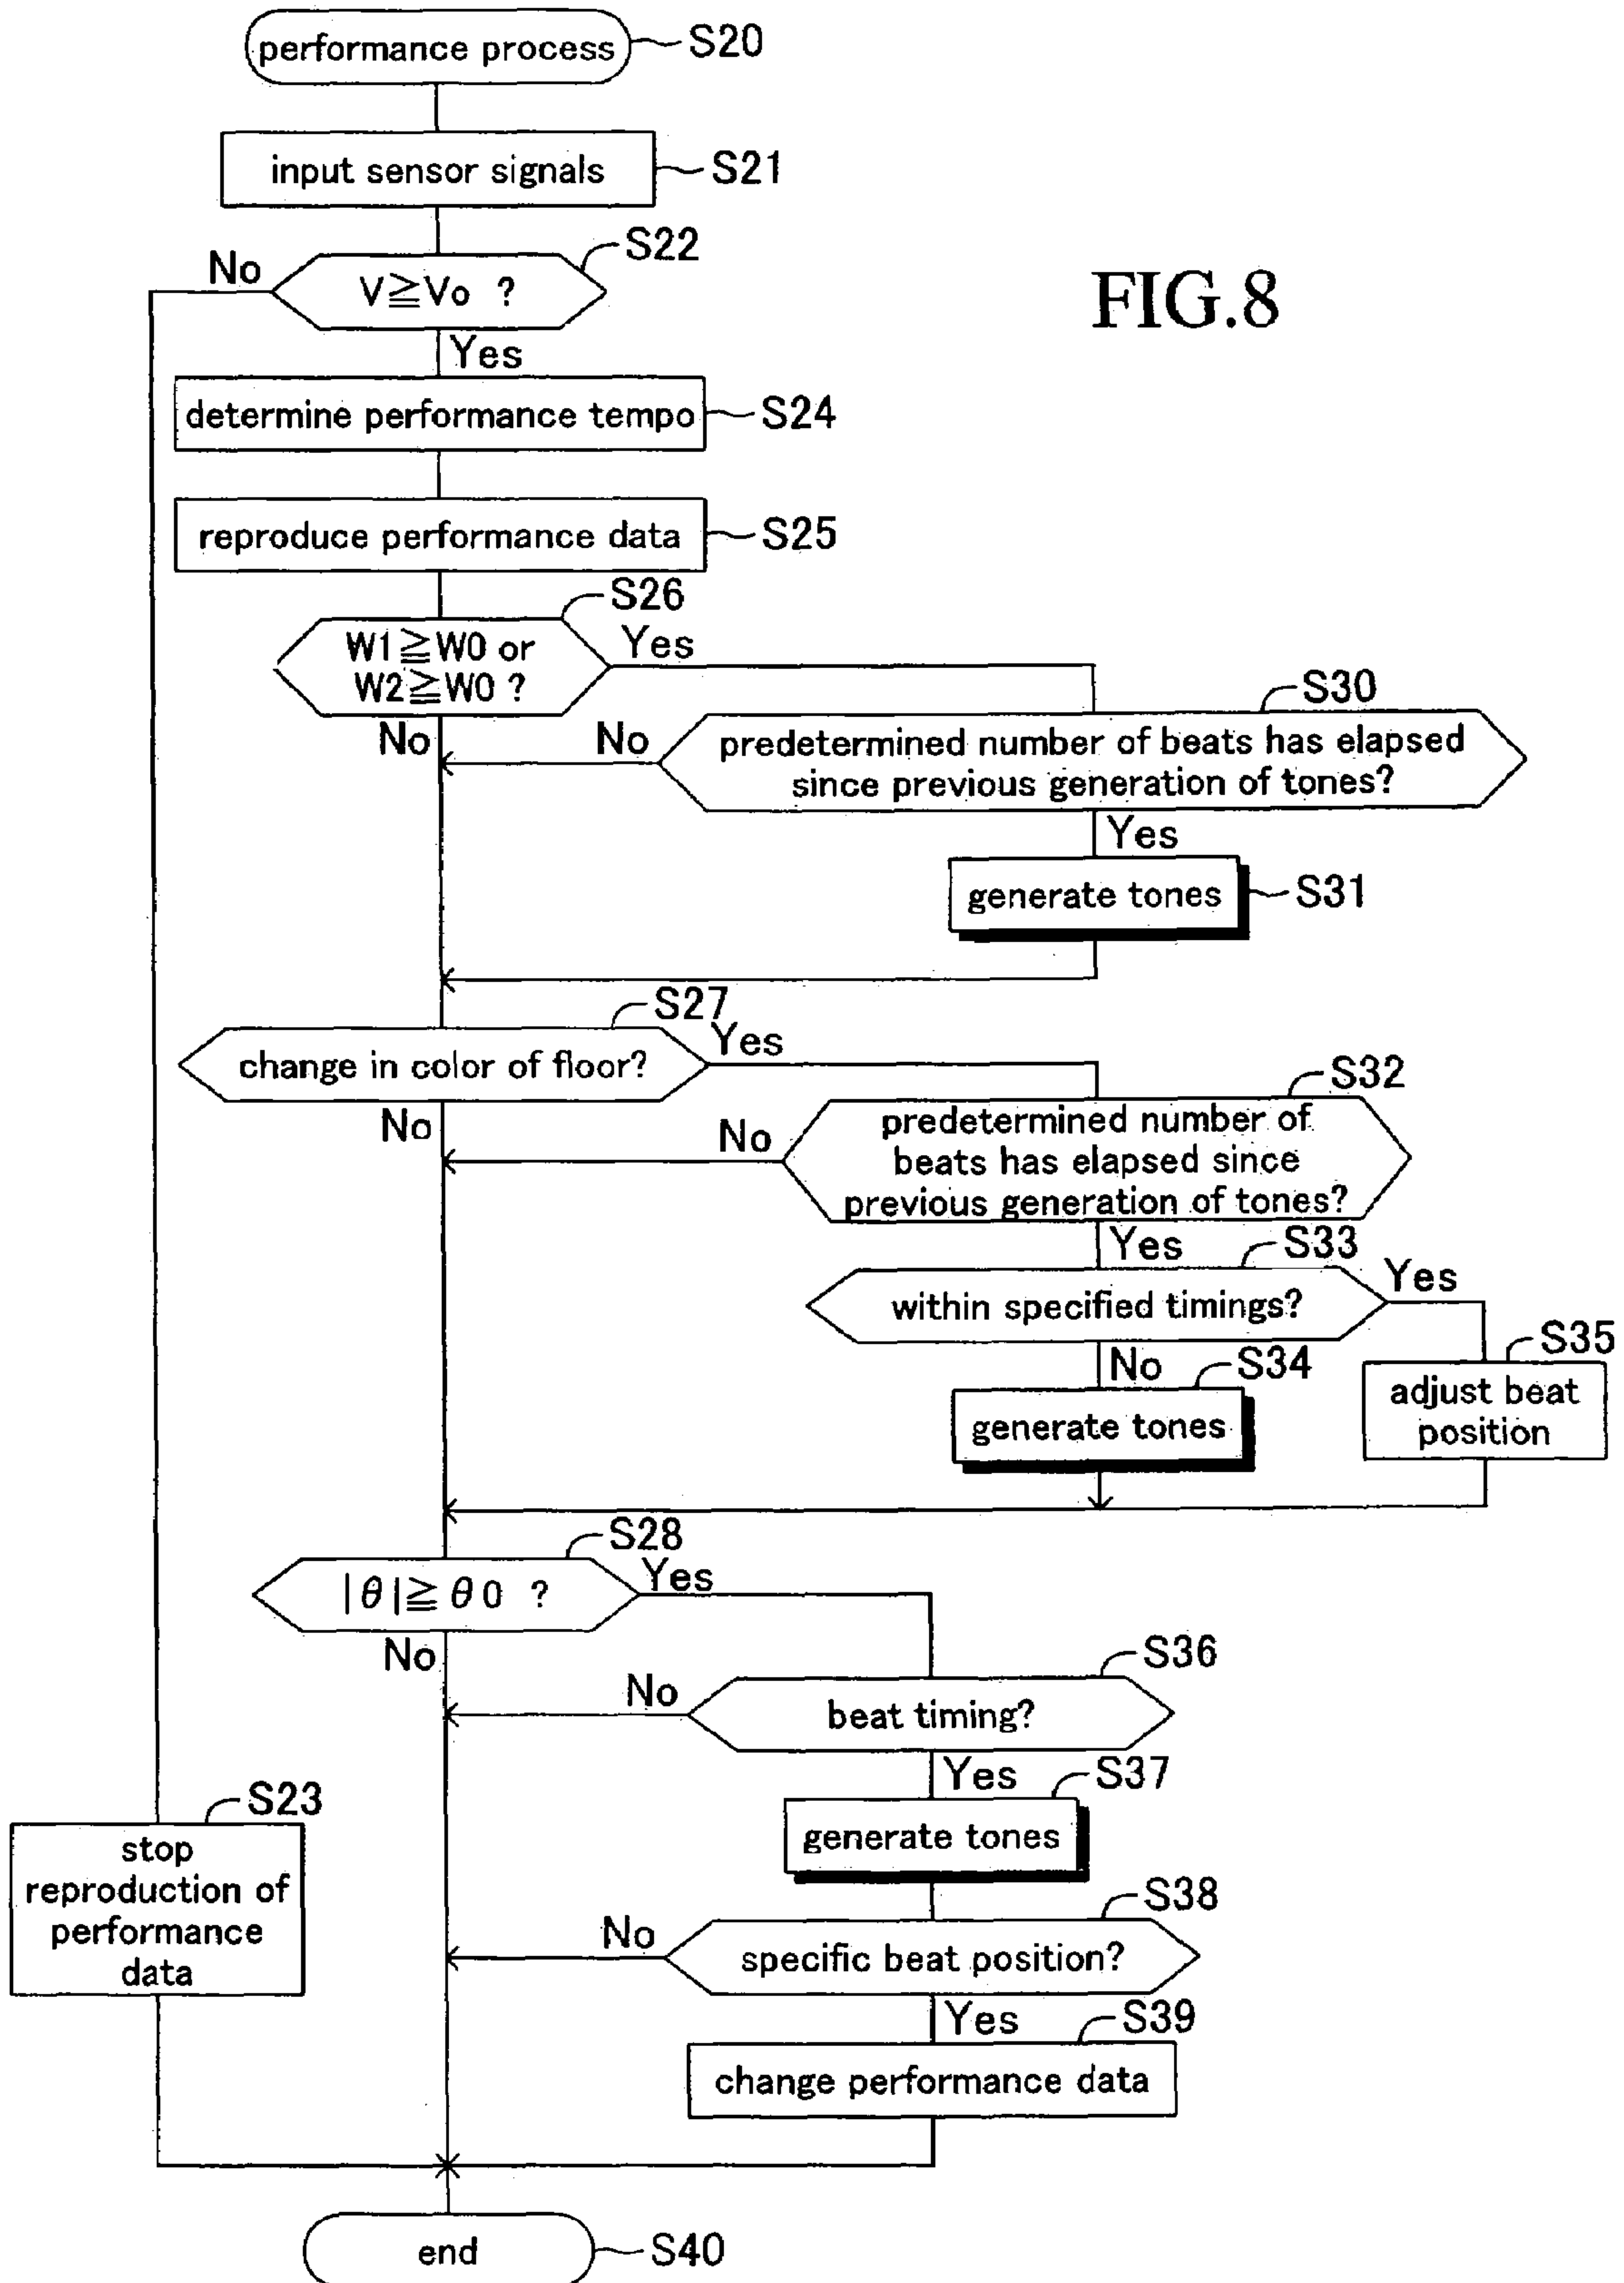 performance process
S20
input sensor signals
S21
S22
No
V≧Vo ?
FIG.8
Yes
determine performance tempo
S24
reproduce performance data
S25
S26
W1≧W0 or
W2≧W0 ?
Yes
S30
No
No
predetermined number of beats has elapsed
since previous generation of tones?
Yes
generate tones
S31
S27
change in color of floor?
Yes
S32
No
No
predetermined number of
beats has elapsed since
previous generation of tones?
Yes
S33
within specified timings?
Yes
S35
No
S34
generate tones
adjust beat
position
S28
|θ|≧θ0 ?
Yes
No
S36
No
beat timing?
Yes
S37
generate tones
S23
stop
reproduction of
performance
data
S38
No
specific beat position?
Yes
S39
change performance data
end
S40